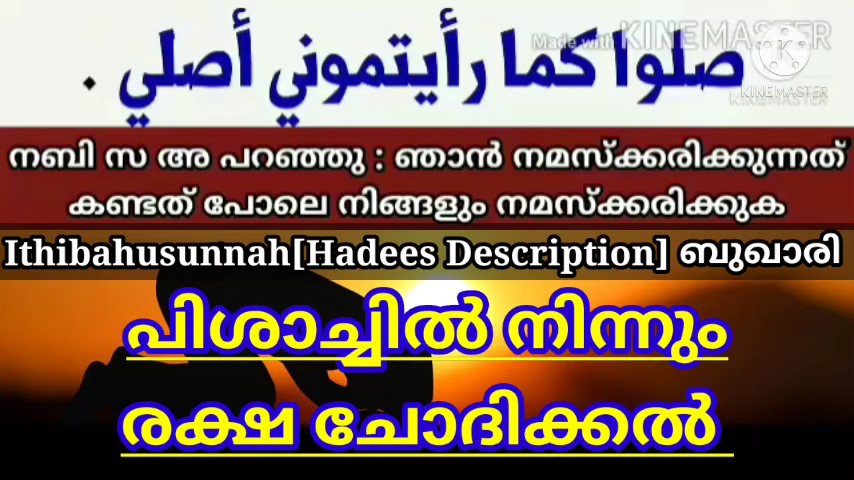 Made with KINEMASTER
KINEMASTER
صلوا كما رأيتموني أصلي .
നബി സ അ പറഞ്ഞു : ഞാൻ നമസ്ക്കരിക്കുന്നത്
കണ്ടത് പോലെ നിങ്ങളും നമസ്ക്കരിക്കുക
Ithibahusunnah[Hadees Description] ബുഖാരി
പിശാച്ചിൽ നിന്നും
രക്ഷ ചോദിക്കൽ